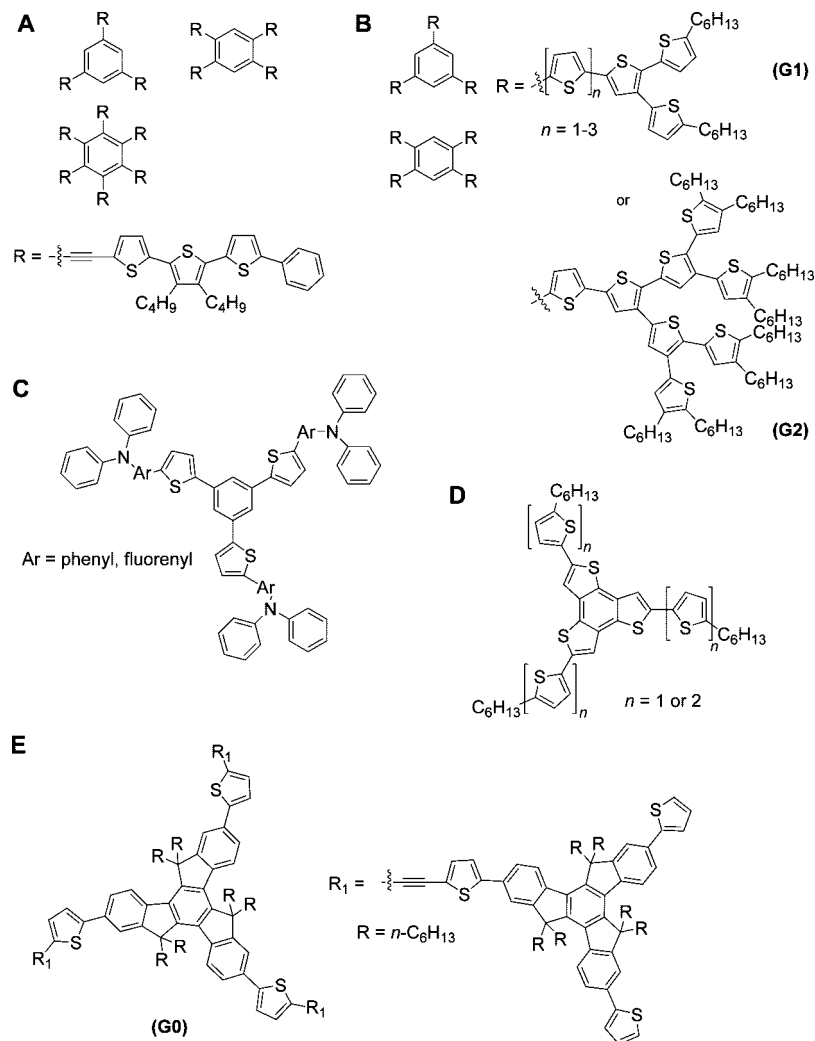 A
R
R R
R R
R R
R
R R
R R
R
R = S S S
C₄H₉ C₄H₉
B
R
R R
R R
R R
R = [ S ]n S S C₆H₁₃ (G1)
S C₆H₁₃
n = 1-3
or
C₆H₁₃ C₆H₁₃
S
S S S S C₆H₁₃
C₆H₁₃
S S S C₆H₁₃
C₆H₁₃
S
C₆H₁₃ C₆H₁₃ (G2)
C
N Ar S
S Ar N
S
Ar
N
Ar = phenyl, fluorenyl
D
C₆H₁₃
[ S ]n
S
S S
[ S ]n C₆H₁₃
C₆H₁₃ [ S ]n
n = 1 or 2
E
R₁
S
R R
R R
R R
S
R₁
S
R₁
(G0)
R₁ = S
S
S
R R
R R
R R
S
R = n-C₆H₁₃